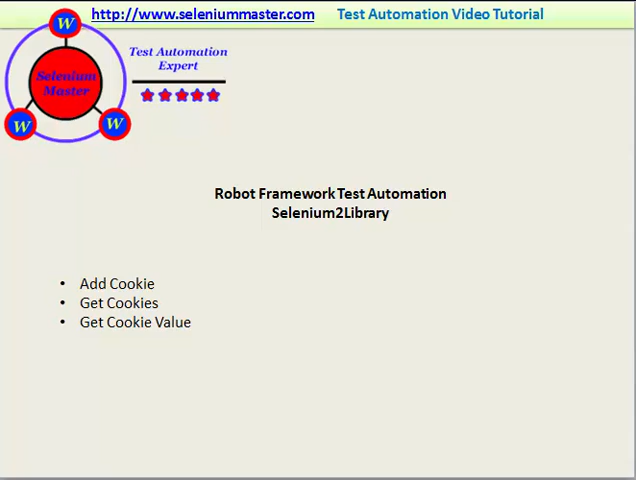 http://www.seleniummaster.com Test Automation Video Tutorial
W
Test Automation
Expert
Selenium
Master
W
W
Robot Framework Test Automation
Selenium2Library
• Add Cookie
• Get Cookies
• Get Cookie Value